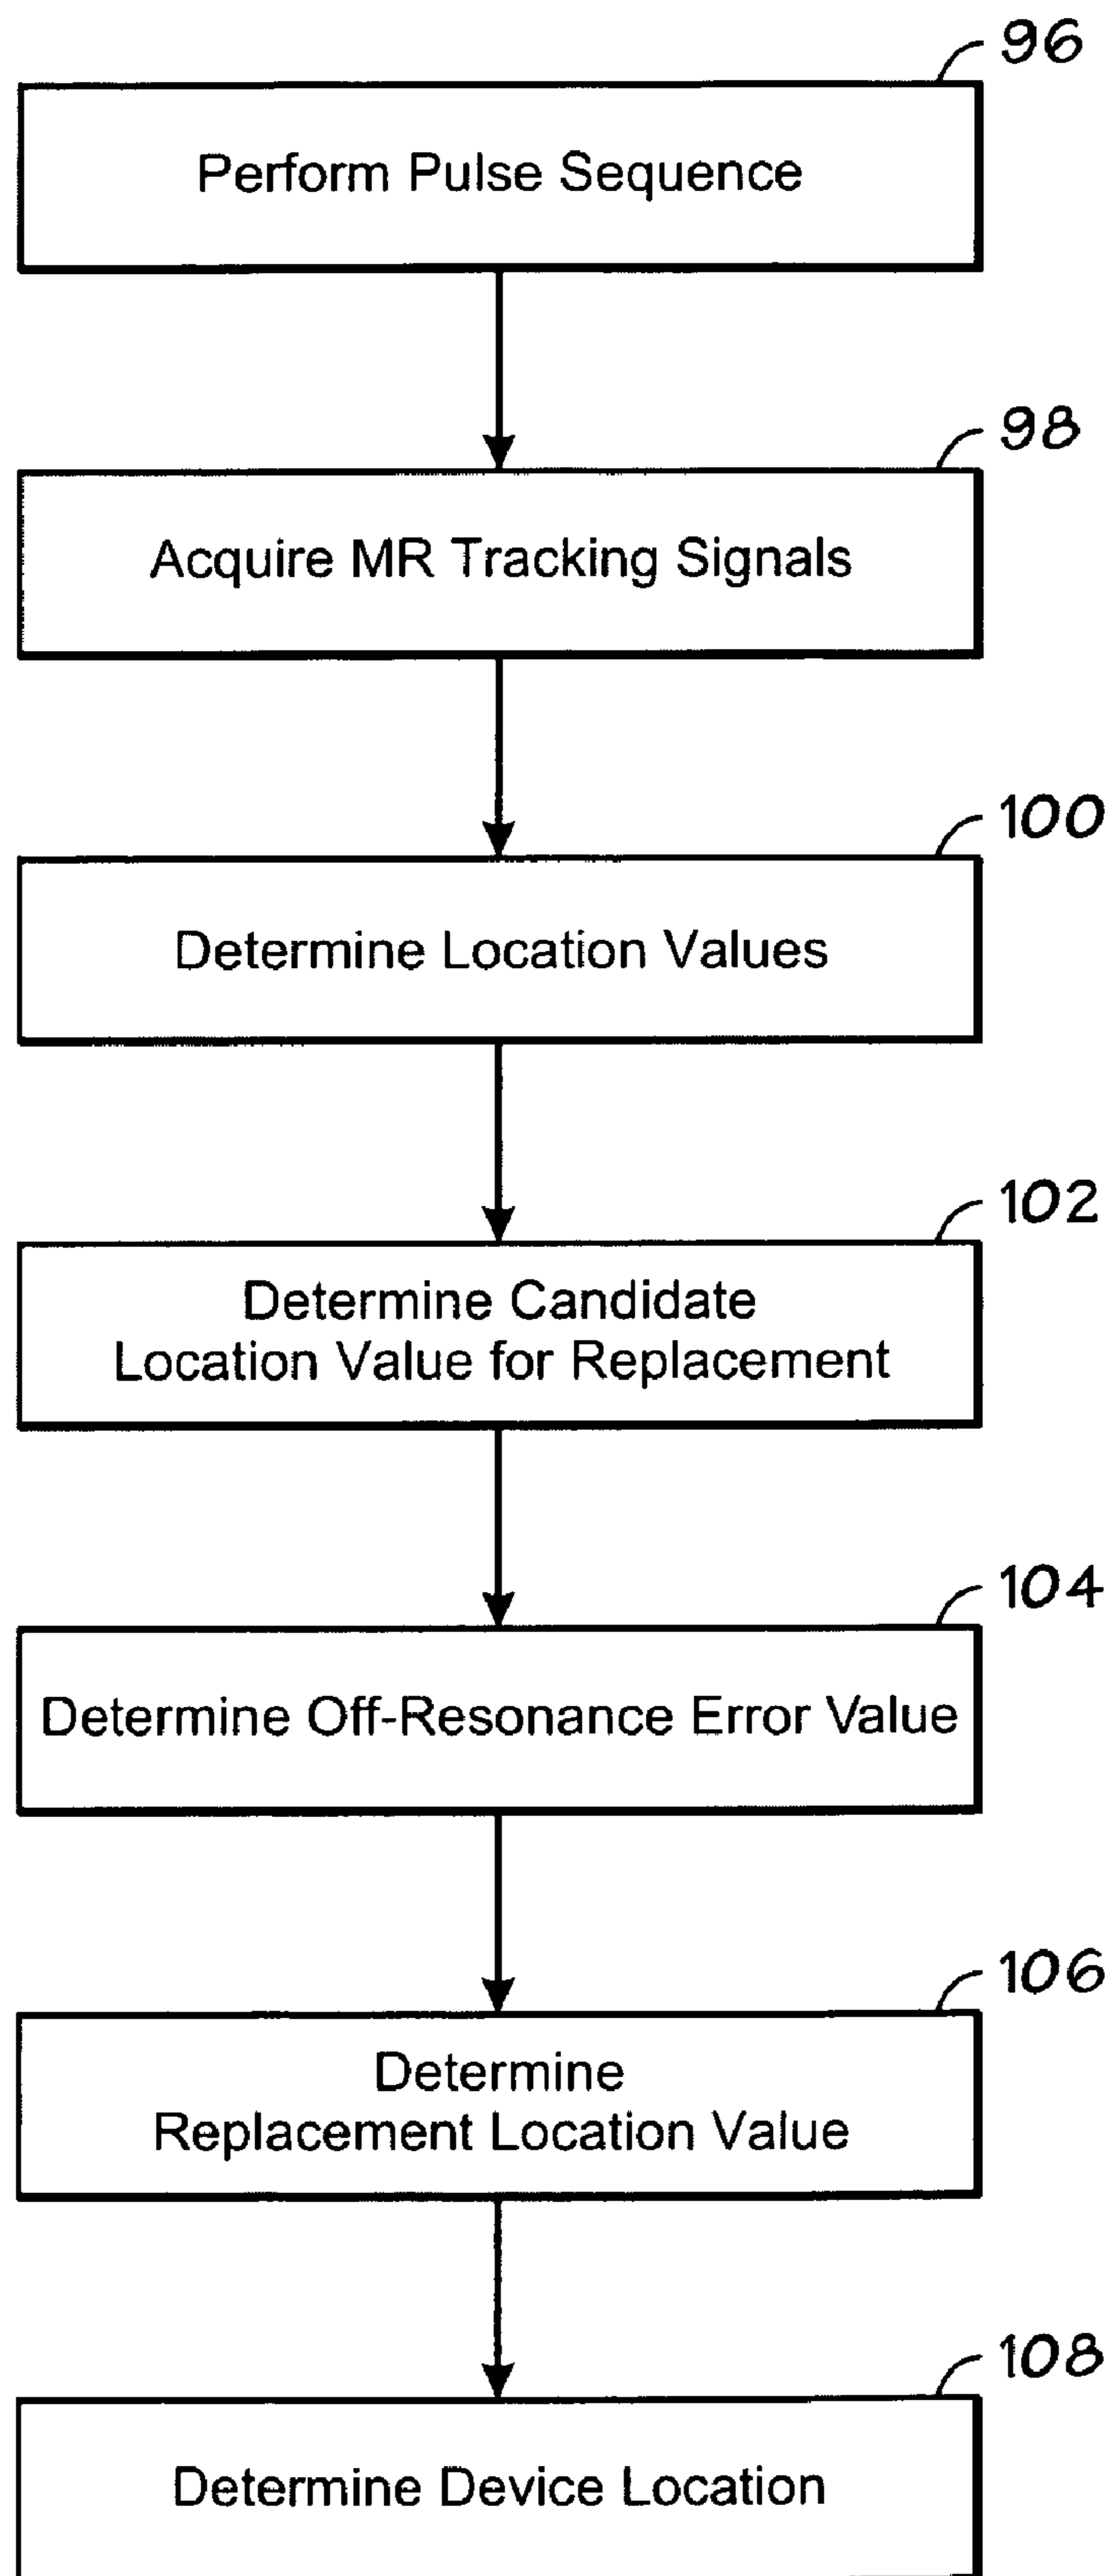 96
Perform Pulse Sequence
98
Acquire MR Tracking Signals
100
Determine Location Values
102
Determine Candidate
Location Value for Replacement
104
Determine Off-Resonance Error Value
106
Determine
Replacement Location Value
108
Determine Device Location